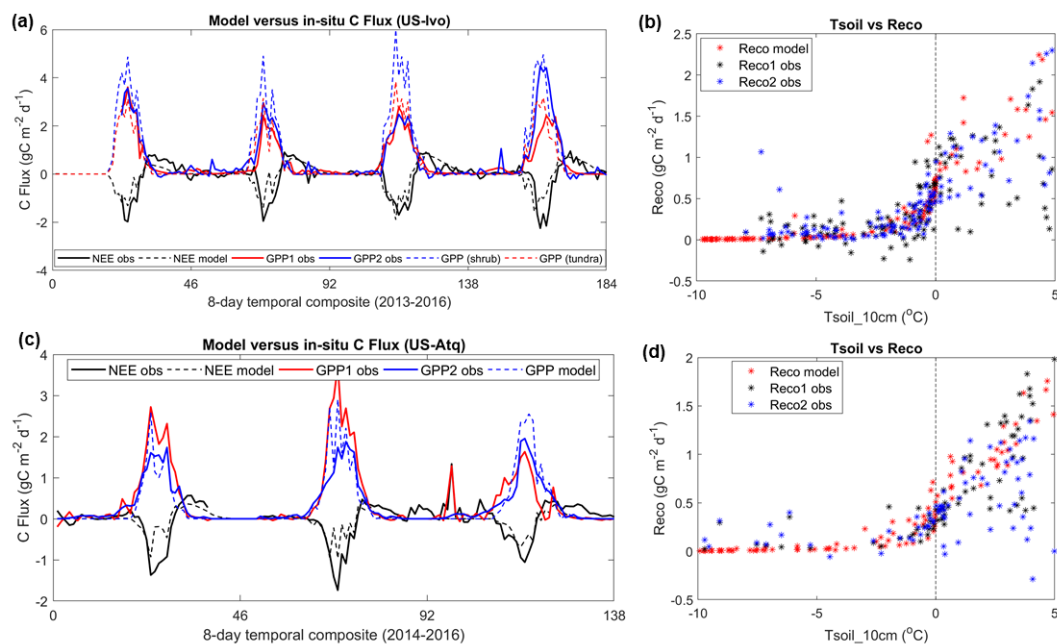 (a)
Model versus in-situ C Flux (US-Ivo)
C Flux (gC m⁻² d⁻¹)
6
4
2
0
-2
-4
NEE obs NEE model GPP1 obs GPP2 obs GPP (shrub) GPP (tundra)
1 46 92 138 184
8-day temporal composite (2013-2016)
(b)
Tsoil vs Reco
Reco (gC m⁻² d⁻¹)
2.5
2
1.5
1
0.5
0
-0.5
Reco model
Reco1 obs
Reco2 obs
-10 -5 0 5
Tsoil_10cm (°C)
(c)
Model versus in-situ C Flux (US-Atq)
C Flux (gC m⁻² d⁻¹)
4
3
2
1
0
-1
-2
NEE obs NEE model GPP1 obs GPP2 obs GPP model
1 46 92 138
8-day temporal composite (2014-2016)
(d)
Tsoil vs Reco
Reco (gC m⁻² d⁻¹)
2
1.5
1
0.5
0
-0.5
Reco model
Reco1 obs
Reco2 obs
-10 -5 0 5
Tsoil_10cm (°C)